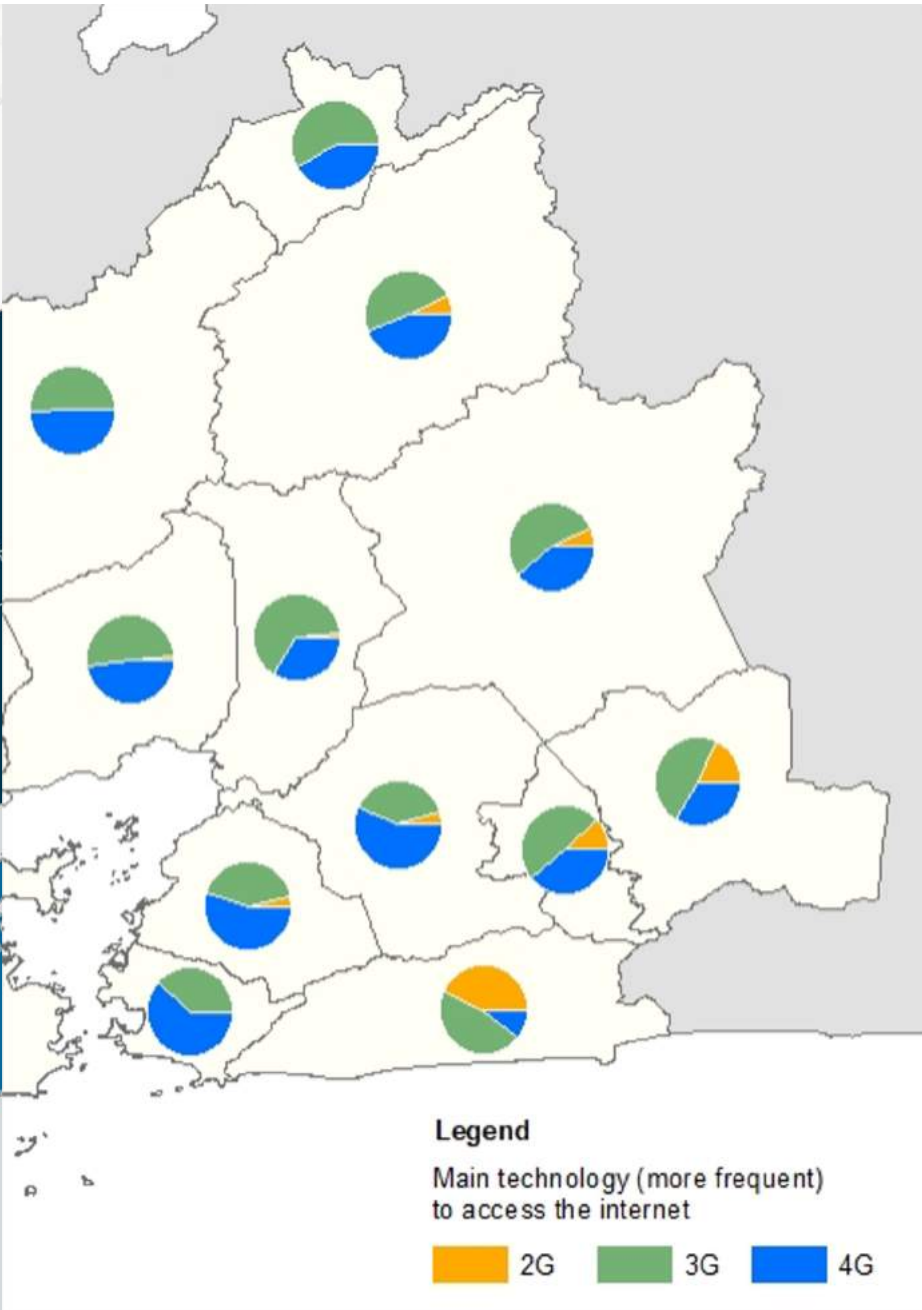 Legend
Main technology (more frequent)
to access the internet
2G 3G 4G